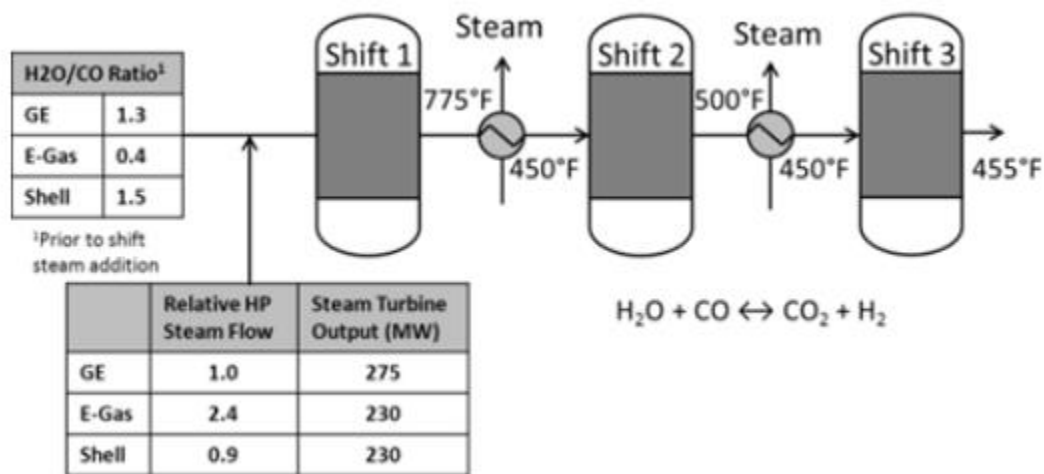 Shift 1
Steam
Shift 2
Steam
Shift 3
H2O/CO Ratio¹
GE 1.3
E-Gas 0.4
Shell 1.5
¹Prior to shift
steam addition
775°F
450°F
500°F
450°F
455°F
Relative HP
Steam Flow
Steam Turbine
Output (MW)
GE 1.0 275
E-Gas 2.4 230
Shell 0.9 230
H₂O + CO ↔ CO₂ + H₂